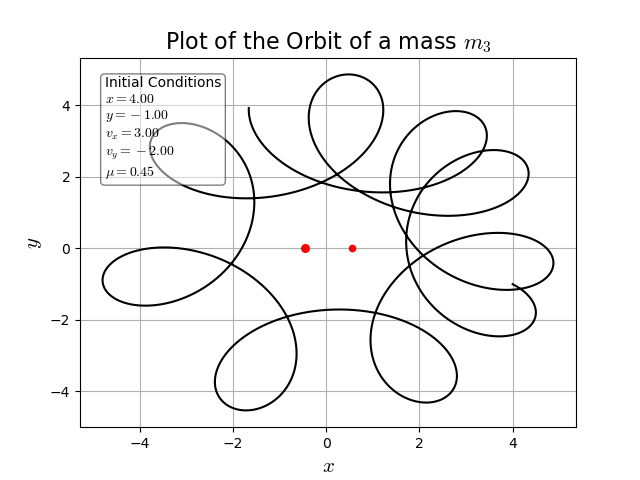 Plot of the Orbit of a mass m₃
Initial Conditions
x = 4.00
y = −1.00
vₓ = 3.00
v_y = −2.00
μ = 0.45
4
2
0
−2
−4
y
−4 −2 0 2 4
x